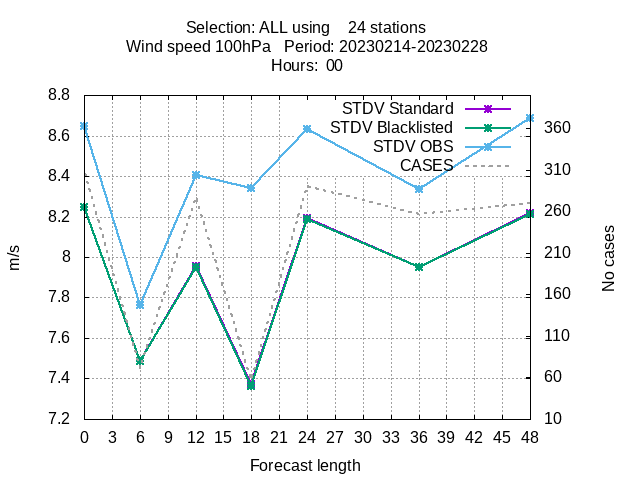 Selection: ALL using 24 stations
Wind speed 100hPa Period: 20230214-20230228
Hours: 00
STDV Standard
STDV Blacklisted
STDV OBS
CASES
8.8
8.6
8.4
8.2
8
7.8
7.6
7.4
7.2
m/s
360
310
260
210
160
110
60
10
No cases
0 3 6 9 12 15 18 21 24 27 30 33 36 39 42 45 48
Forecast length